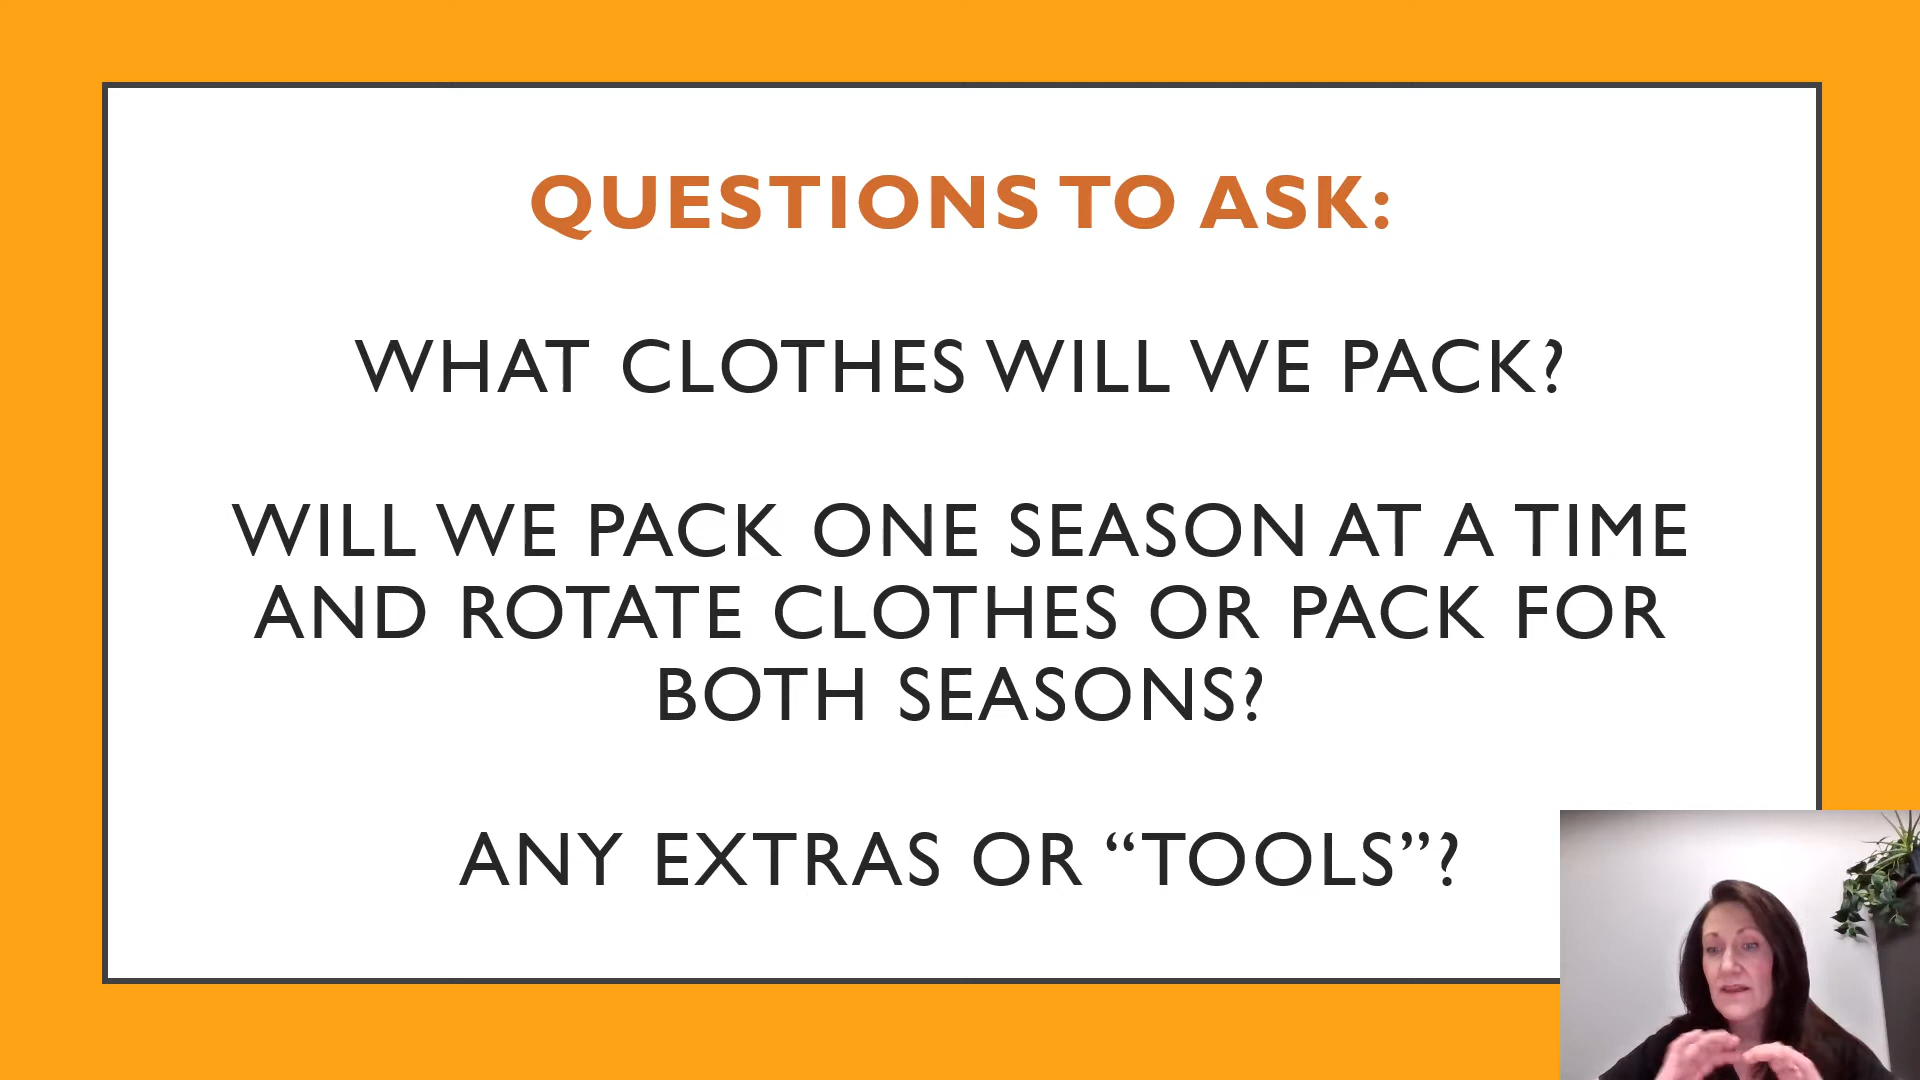 QUESTIONS TO ASK:
WHAT CLOTHES WILL WE PACK?
WILL WE PACK ONE SEASON AT A TIME
AND ROTATE CLOTHES OR PACK FOR
BOTH SEASONS?
ANY EXTRAS OR “TOOLS”?